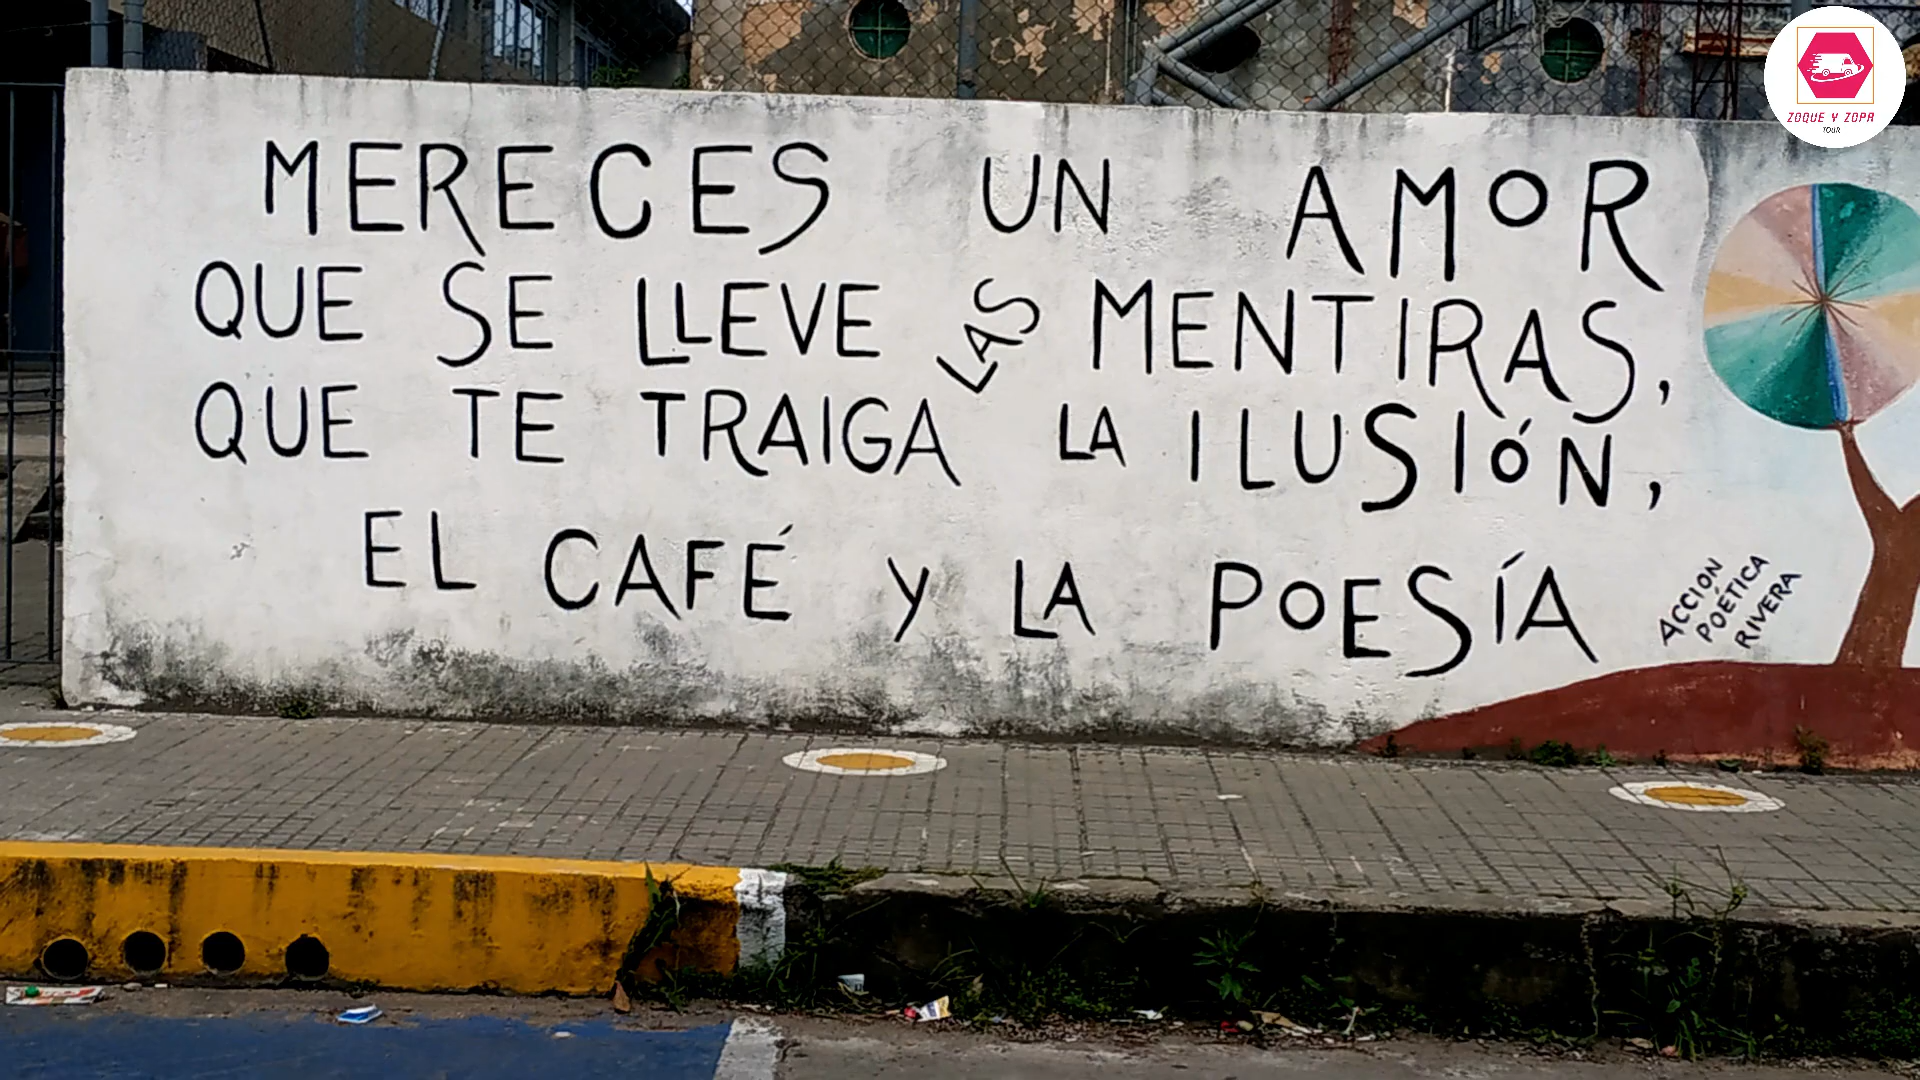 MERECES UN AMOR
QUE SE LLEVE LAS MENTIRAS,
QUE TE TRAIGA LA ILUSIÓN,
EL CAFÉ Y LA POESÍA
ACCION
POÉTICA
RIVERA
ZOQUE Y ZOPA
TOUR